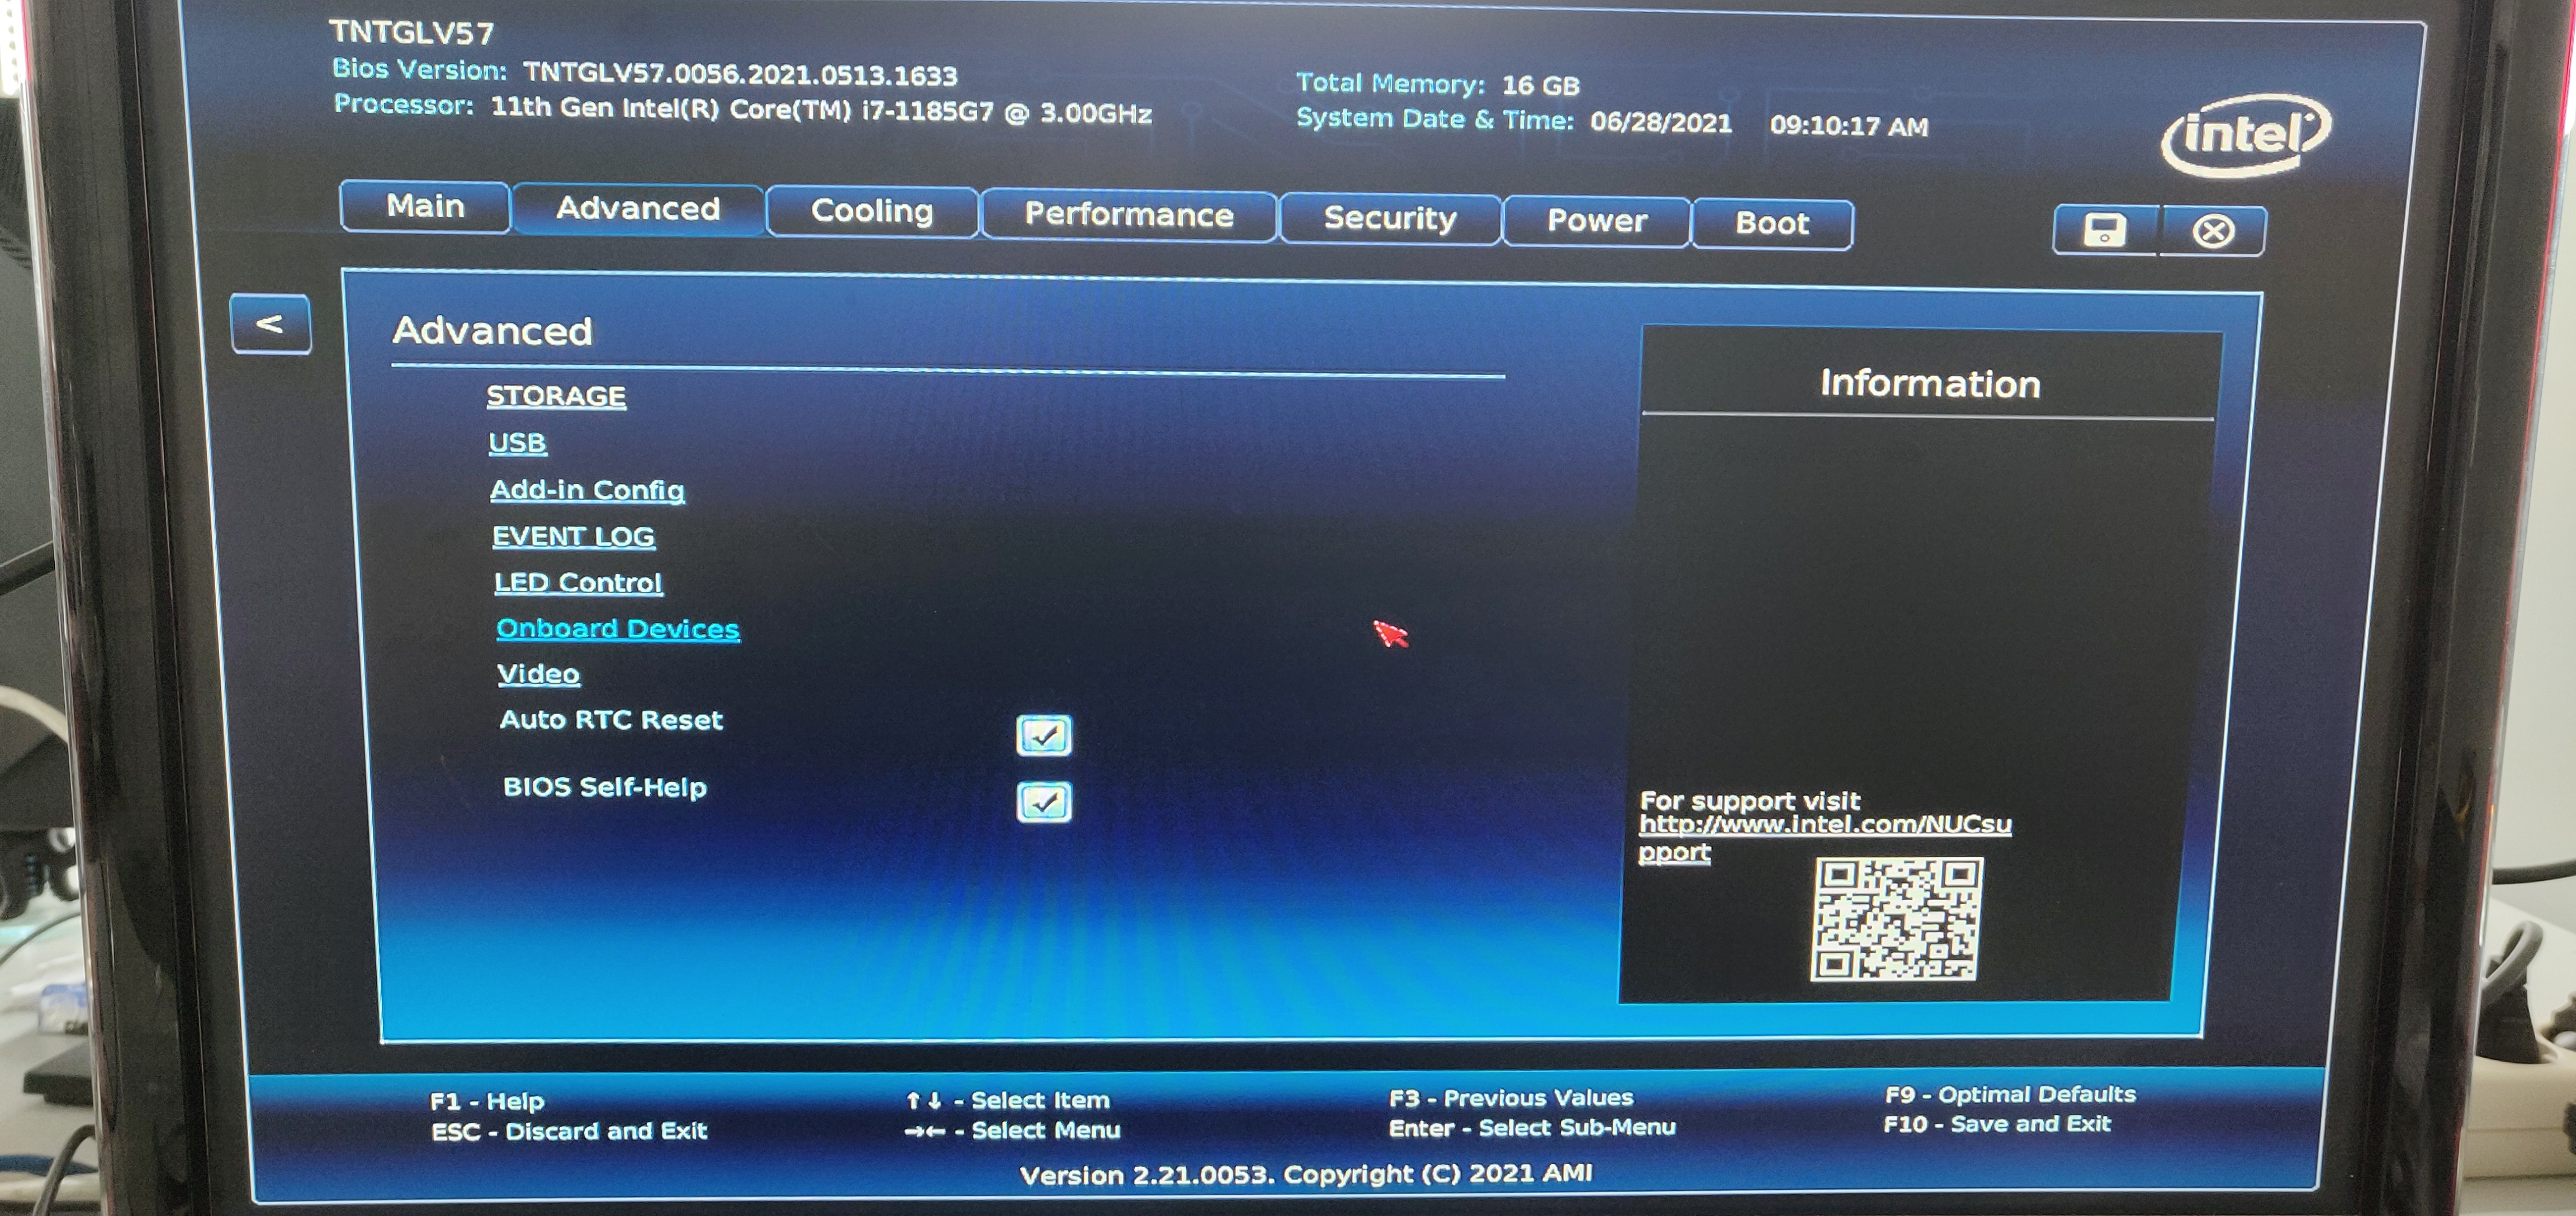 TNTGLV57
Bios Version: TNTGLV57.0056.2021.0513.1633
Processor: 11th Gen Intel(R) Core(TM) i7-1185G7 @ 3.00GHz
Total Memory: 16 GB
System Date & Time: 06/28/2021 09:10:17 AM
intel
Main Advanced Cooling Performance Security Power Boot
<
Advanced
STORAGE
USB
Add-in Config
EVENT LOG
LED Control
Onboard Devices
Video
Auto RTC Reset
BIOS Self-Help
Information
For support visit
http://www.intel.com/NUCsu
pport
F1 - Help
ESC - Discard and Exit
↑↓ - Select Item
→← - Select Menu
F3 - Previous Values
Enter - Select Sub-Menu
F9 - Optimal Defaults
F10 - Save and Exit
Version 2.21.0053. Copyright (C) 2021 AMI